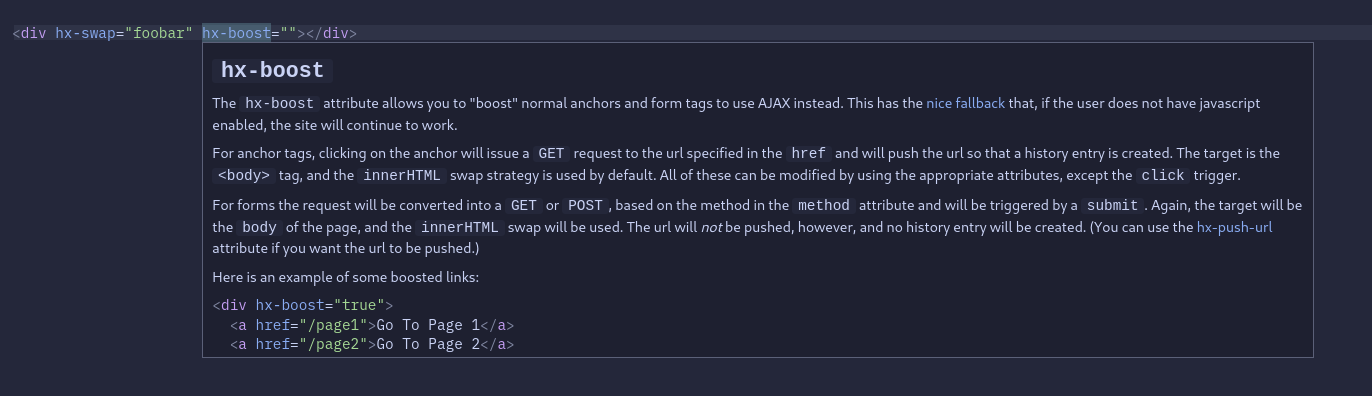 <div hx-swap="foobar" hx-boost=""></div>
hx-boost
The hx-boost attribute allows you to "boost" normal anchors and form tags to use AJAX instead. This has the nice fallback that, if the user does not have javascript
enabled, the site will continue to work.
For anchor tags, clicking on the anchor will issue a GET request to the url specified in the href and will push the url so that a history entry is created. The target is the
<body> tag, and the innerHTML swap strategy is used by default. All of these can be modified by using the appropriate attributes, except the click trigger.
For forms the request will be converted into a GET or POST, based on the method in the method attribute and will be triggered by a submit. Again, the target will be
the body of the page, and the innerHTML swap will be used. The url will not be pushed, however, and no history entry will be created. (You can use the hx-push-url
attribute if you want the url to be pushed.)
Here is an example of some boosted links:
<div hx-boost="true">
  <a href="/page1">Go To Page 1</a>
  <a href="/page2">Go To Page 2</a>